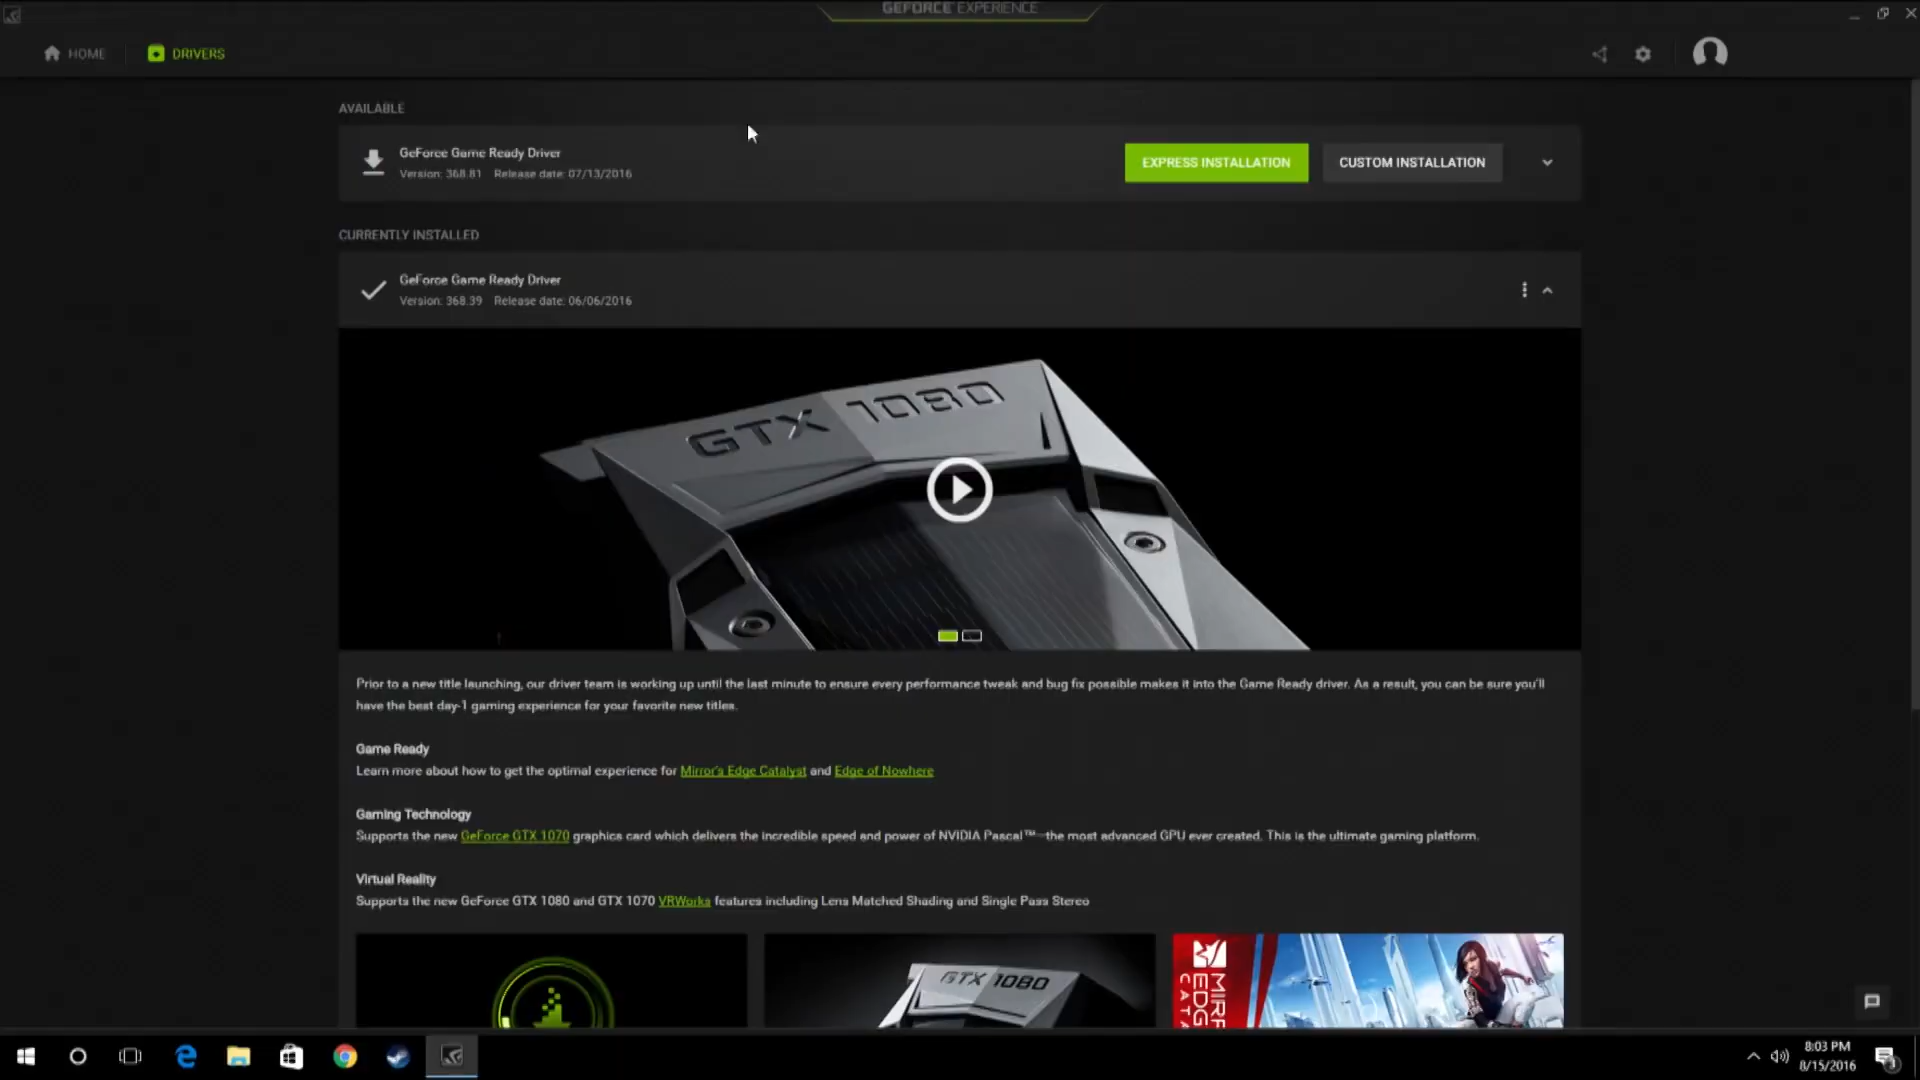 GEFORCE EXPERIENCE
HOME
DRIVERS
AVAILABLE
GeForce Game Ready Driver
Version: 368.81 Release date: 07/13/2016
EXPRESS INSTALLATION
CUSTOM INSTALLATION
CURRENTLY INSTALLED
GeForce Game Ready Driver
Version: 368.39 Release date: 06/06/2016
GTX 1080
Prior to a new title launching, our driver team is working up until the last minute to ensure every performance tweak and bug fix possible makes it into the Game Ready driver. As a result, you can be sure you'll
have the best day-1 gaming experience for your favorite new titles.
Game Ready
Learn more about how to get the optimal experience for Mirror's Edge Catalyst and Edge of Nowhere
Gaming Technology
Supports the new GeForce GTX 1070 graphics card which delivers the incredible speed and power of NVIDIA Pascal™—the most advanced GPU ever created. This is the ultimate gaming platform.
Virtual Reality
Supports the new GeForce GTX 1080 and GTX 1070 VRWorks features including Lens Matched Shading and Single Pass Stereo
GTX 1080
8:03 PM
8/15/2016